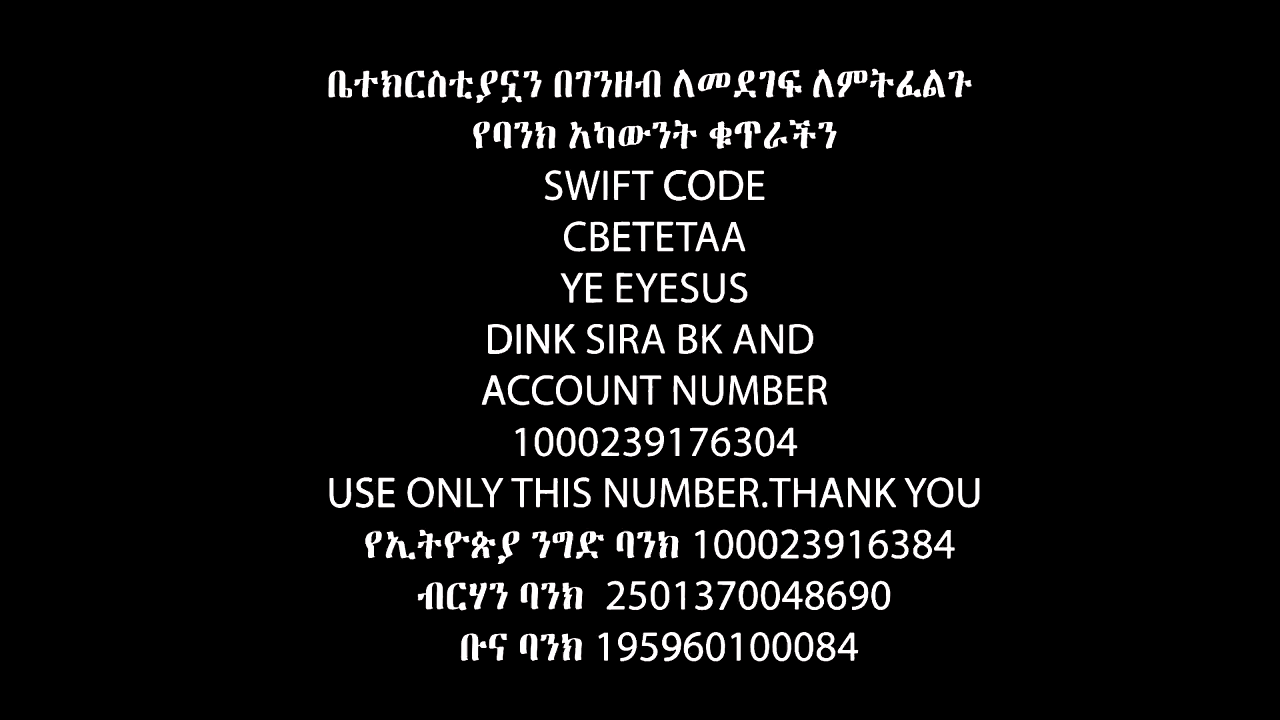 ቤተክርስቲያኗን በገንዘብ ለመደገፍ ለምትፈልጉ
የባንክ አካውንት ቁጥራችን
SWIFT CODE
CBETETAA
YE EYESUS
DINK SIRA BK AND
ACCOUNT NUMBER
1000239176304
USE ONLY THIS NUMBER.THANK YOU
የኢትዮጵያ ንግድ ባንክ 100023916384
ብርሃን ባንክ 2501370048690
ቡና ባንክ 195960100084